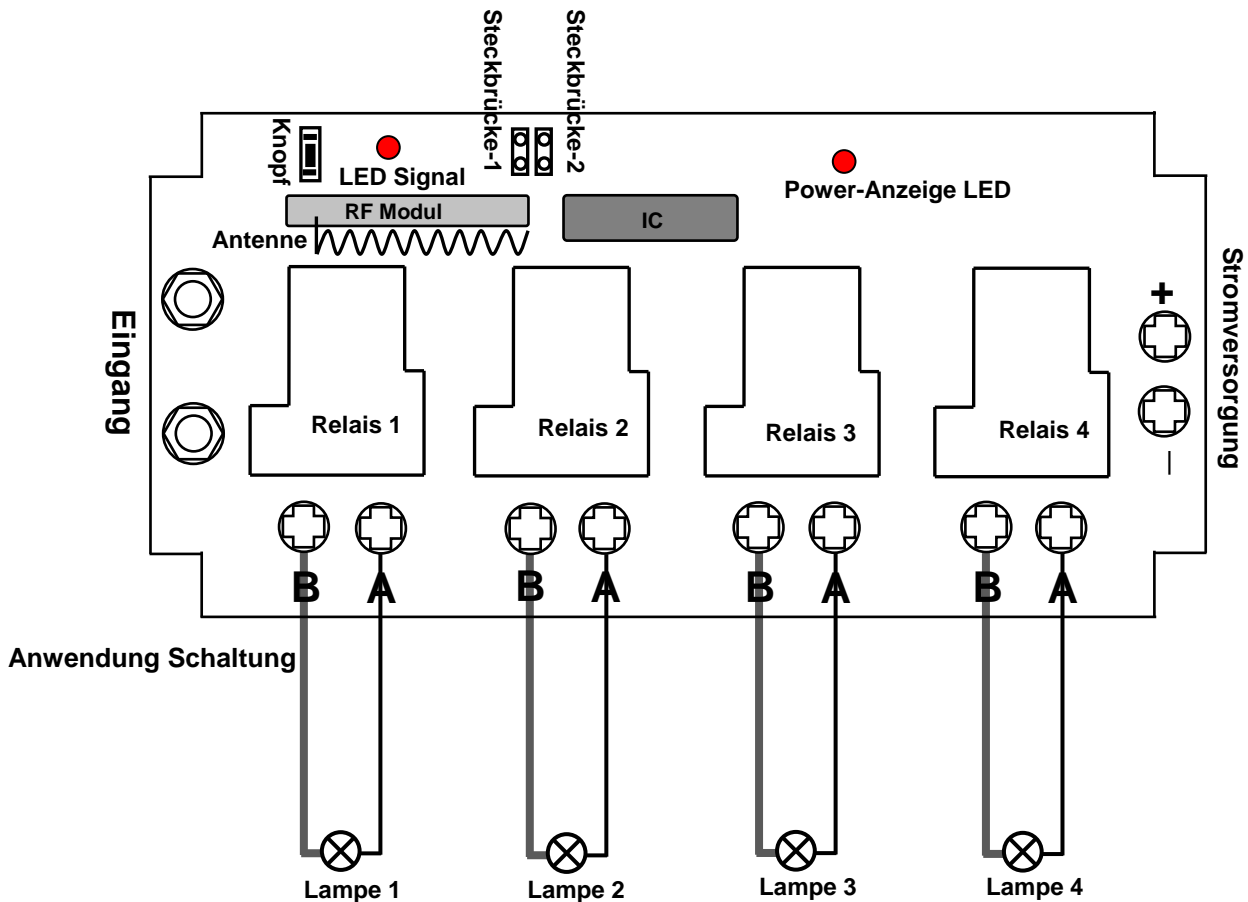 Steckbrücke-1
Steckbrücke-2
Knopf
LED Signal
Power-Anzeige LED
RF Modul
IC
Antenne
Eingang
Stromversorgung
+
Relais 1
Relais 2
Relais 3
Relais 4
–
B A
B A
B A
B A
Anwendung Schaltung
Lampe 1
Lampe 2
Lampe 3
Lampe 4